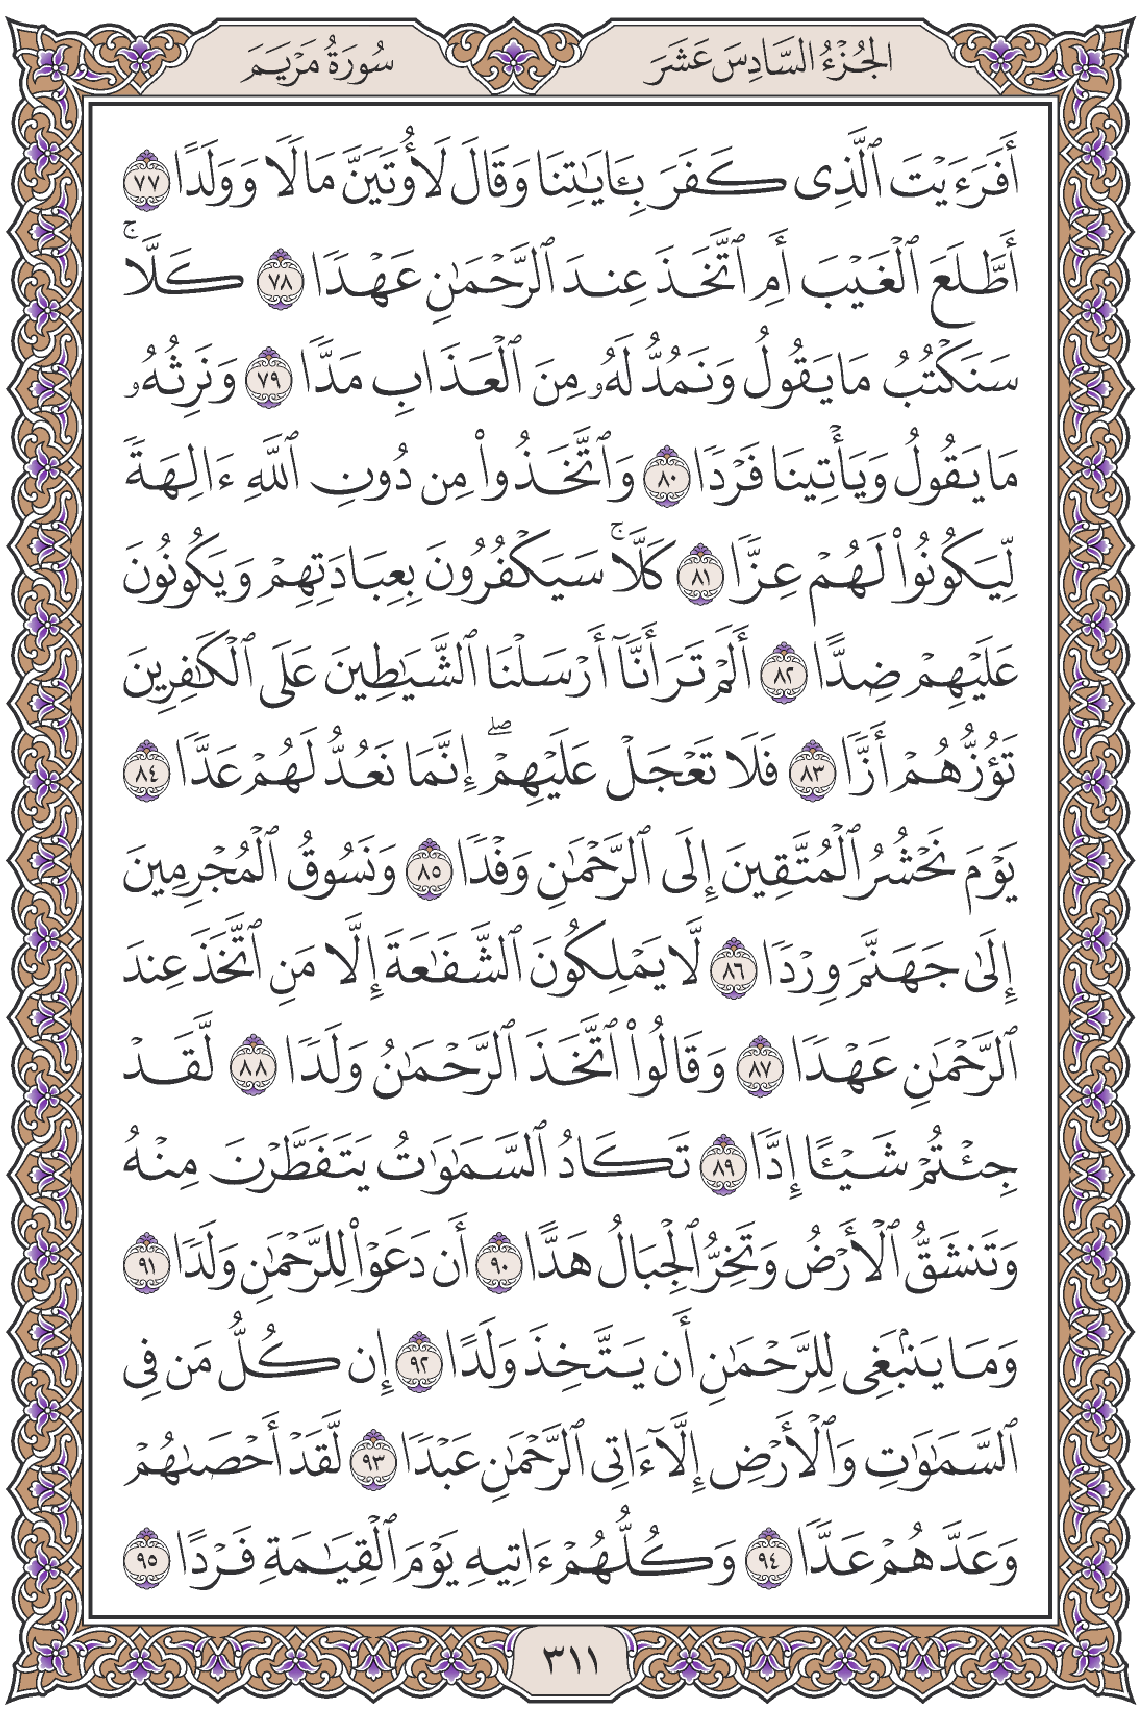 الجُزْءُ السَّادِسَ عَشَرَ
سُورَةُ مَرْيَمَ
أَفَرَءَيْتَ ٱلَّذِى كَفَرَ بِـَٔايَـٰتِنَا وَقَالَ لَأُوتَيَنَّ مَالًا وَوَلَدًا ٧٧
أَطَّلَعَ ٱلْغَيْبَ أَمِ ٱتَّخَذَ عِندَ ٱلرَّحْمَـٰنِ عَهْدًا ٧٨ كَلَّا ۚ
سَنَكْتُبُ مَا يَقُولُ وَنَمُدُّ لَهُۥ مِنَ ٱلْعَذَابِ مَدًّا ٧٩ وَنَرِثُهُۥ
مَا يَقُولُ وَيَأْتِينَا فَرْدًا ٨٠ وَٱتَّخَذُوا۟ مِن دُونِ ٱللَّهِ ءَالِهَةً
لِّيَكُونُوا۟ لَهُمْ عِزًّا ٨١ كَلَّا ۚ سَيَكْفُرُونَ بِعِبَادَتِهِمْ وَيَكُونُونَ
عَلَيْهِمْ ضِدًّا ٨٢ أَلَمْ تَرَ أَنَّآ أَرْسَلْنَا ٱلشَّيَـٰطِينَ عَلَى ٱلْكَـٰفِرِينَ
تَؤُزُّهُمْ أَزًّا ٨٣ فَلَا تَعْجَلْ عَلَيْهِمْ ۖ إِنَّمَا نَعُدُّ لَهُمْ عَدًّا ٨٤
يَوْمَ نَحْشُرُ ٱلْمُتَّقِينَ إِلَى ٱلرَّحْمَـٰنِ وَفْدًا ٨٥ وَنَسُوقُ ٱلْمُجْرِمِينَ
إِلَىٰ جَهَنَّمَ وِرْدًا ٨٦ لَّا يَمْلِكُونَ ٱلشَّفَـٰعَةَ إِلَّا مَنِ ٱتَّخَذَ عِندَ
ٱلرَّحْمَـٰنِ عَهْدًا ٨٧ وَقَالُوا۟ ٱتَّخَذَ ٱلرَّحْمَـٰنُ وَلَدًا ٨٨ لَّقَدْ
جِئْتُمْ شَيْـًٔا إِدًّا ٨٩ تَكَادُ ٱلسَّمَـٰوَٰتُ يَتَفَطَّرْنَ مِنْهُ
وَتَنشَقُّ ٱلْأَرْضُ وَتَخِرُّ ٱلْجِبَالُ هَدًّا ٩٠ أَن دَعَوْا۟ لِلرَّحْمَـٰنِ وَلَدًا ٩١
وَمَا يَنۢبَغِى لِلرَّحْمَـٰنِ أَن يَتَّخِذَ وَلَدًا ٩٢ إِن كُلُّ مَن فِى
ٱلسَّمَـٰوَٰتِ وَٱلْأَرْضِ إِلَّآ ءَاتِى ٱلرَّحْمَـٰنِ عَبْدًا ٩٣ لَّقَدْ أَحْصَىٰهُمْ
وَعَدَّهُمْ عَدًّا ٩٤ وَكُلُّهُمْ ءَاتِيهِ يَوْمَ ٱلْقِيَـٰمَةِ فَرْدًا ٩٥
٣١١